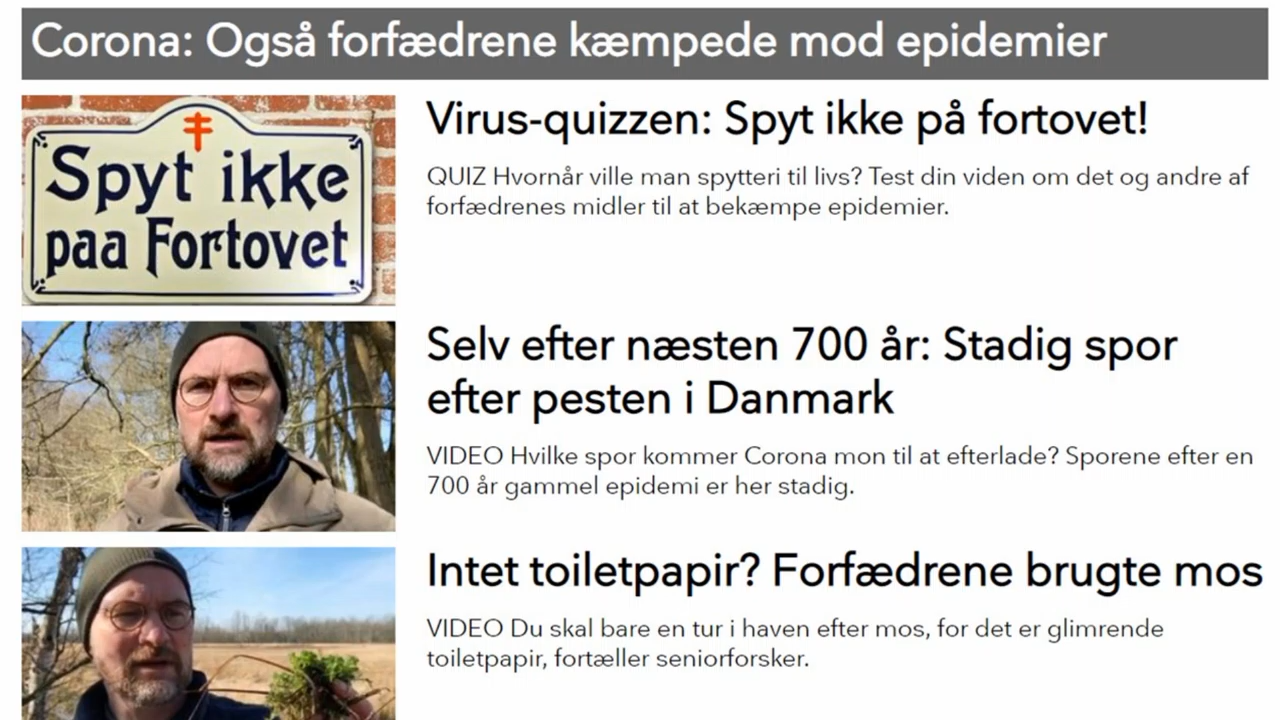 Corona: Også forfædrene kæmpede mod epidemier
Spyt ikke
paa Fortovet
Virus-quizzen: Spyt ikke på fortovet!
QUIZ Hvornår ville man spytteri til livs? Test din viden om det og andre af
forfædrenes midler til at bekæmpe epidemier.
Selv efter næsten 700 år: Stadig spor
efter pesten i Danmark
VIDEO Hvilke spor kommer Corona mon til at efterlade? Sporene efter en
700 år gammel epidemi er her stadig.
Intet toiletpapir? Forfædrene brugte mos
VIDEO Du skal bare en tur i haven efter mos, for det er glimrende
toiletpapir, fortæller seniorforsker.